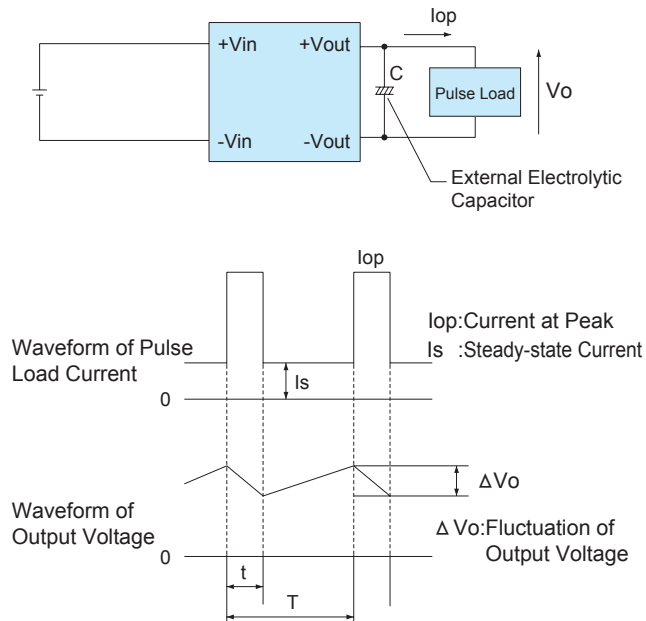 Iop
+Vin
+Vout
C
Pulse Load
Vo
-Vin
-Vout
External Electrolytic
Capacitor
Iop
Iop:Current at Peak
Is :Steady-state Current
Waveform of Pulse
Load Current
Is
0
ΔVo
Waveform of
Output Voltage
ΔVo:Fluctuation of
Output Voltage
0
t
T